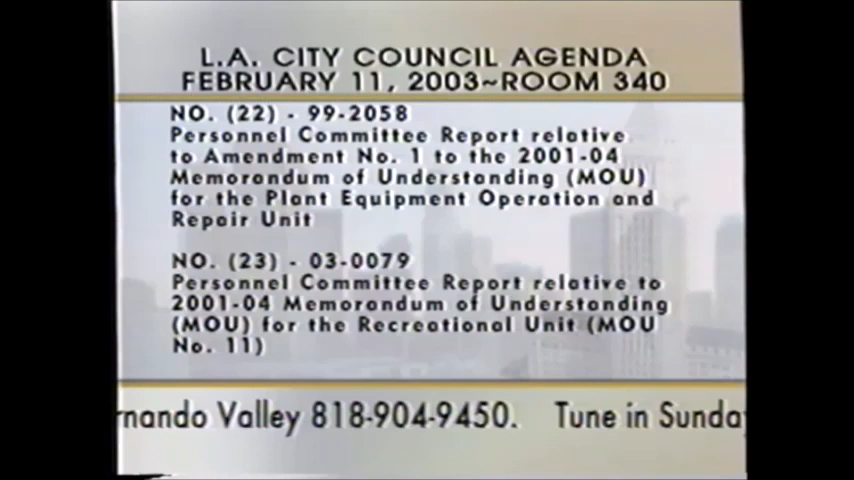 L.A. CITY COUNCIL AGENDA
FEBRUARY 11, 2003~ROOM 340
NO. (22) - 99-2058
Personnel Committee Report relative
to Amendment No. 1 to the 2001-04
Memorandum of Understanding (MOU)
for the Plant Equipment Operation and
Repair Unit
NO. (23) - 03-0079
Personnel Committee Report relative to
2001-04 Memorandum of Understanding
(MOU) for the Recreational Unit (MOU
No. 11)
rnando Valley 818-904-9450. Tune in Sunday